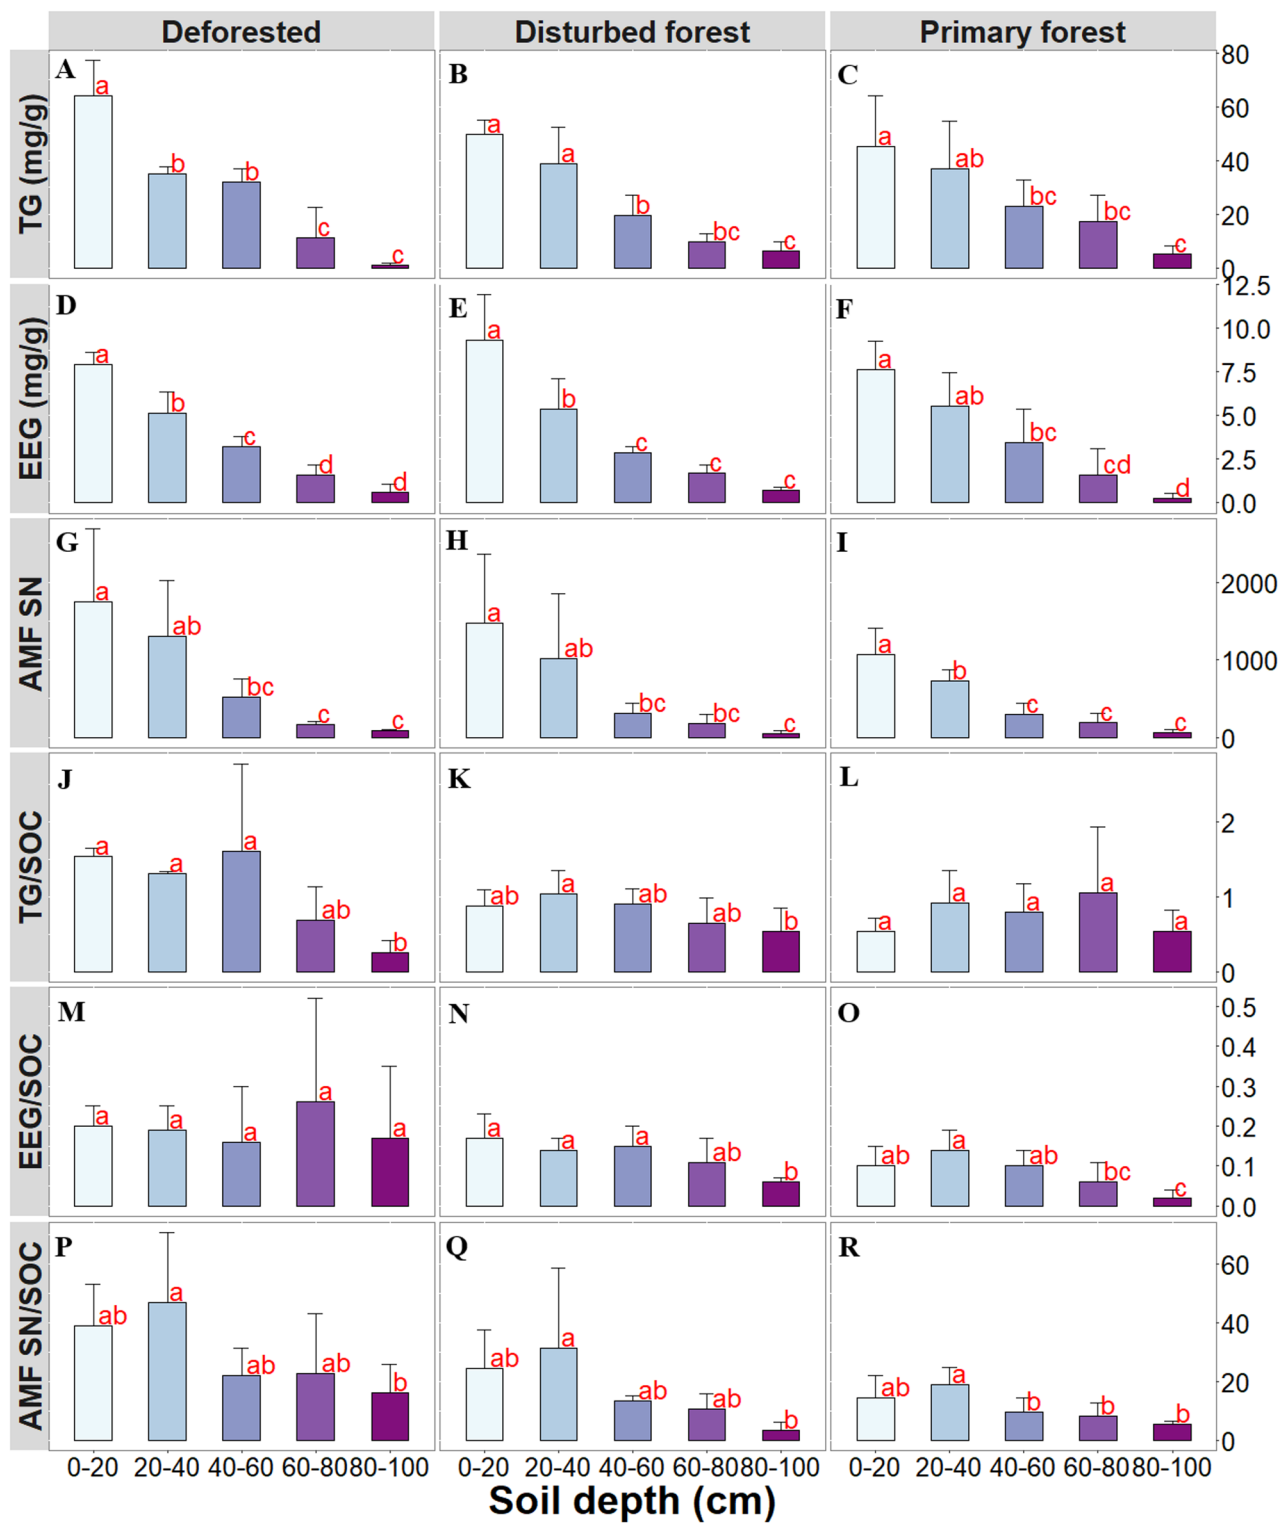 Deforested Disturbed forest Primary forest
TG (mg/g)
A a b b c c
B a a b bc c
C a ab bc bc c
80
60
40
20
0
EEG (mg/g)
D a b c d d
E a b c c c
F a ab bc cd d
12.5
10.0
7.5
5.0
2.5
0.0
AMF SN
G a ab bc c c
H a ab bc bc c
I a b c c c
2000
1000
0
TG/SOC
J a a a ab b
K ab a ab ab b
L a a a a a
2
1
0
EEG/SOC
M a a a a a
N a a a ab b
O ab a ab bc c
0.5
0.4
0.3
0.2
0.1
0.0
AMF SN/SOC
P ab a ab ab b
Q ab a ab ab b
R ab a b b b
60
40
20
0
0-20 20-40 40-60 60-80 80-100 0-20 20-40 40-60 60-80 80-100 0-20 20-40 40-60 60-80 80-100
Soil depth (cm)